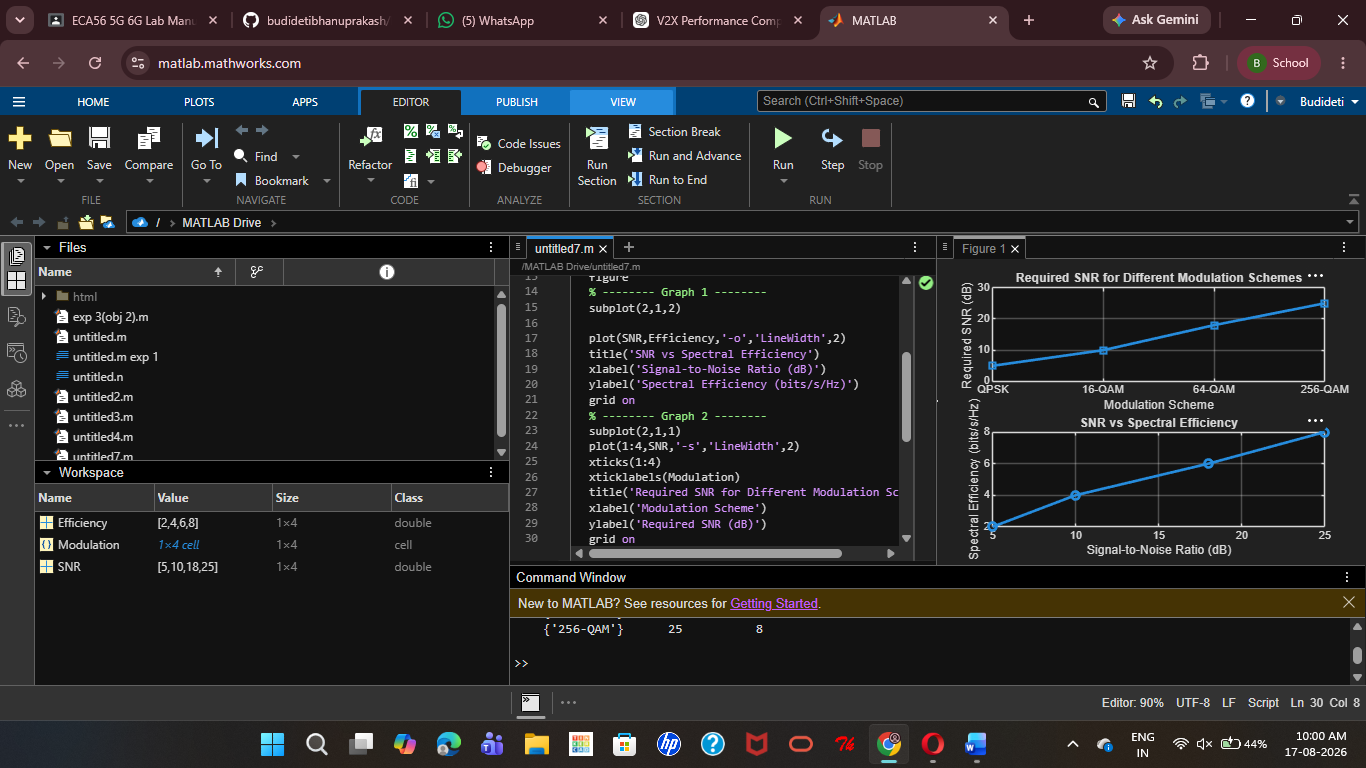 ECA56 5G 6G Lab Manu
budidetibhanuprakash/
(5) WhatsApp
V2X Performance Comp
MATLAB
Ask Gemini
matlab.mathworks.com
B School
HOME PLOTS APPS EDITOR PUBLISH VIEW
Search (Ctrl+Shift+Space)
Budideti
New Open Save Compare
FILE
Go To
Find
Bookmark
NAVIGATE
Refactor
CODE
Code Issues
Debugger
ANALYZE
Run Section
Section Break
Run and Advance
Run to End
SECTION
Run Step Stop
RUN
/ > MATLAB Drive >
Files
Name
html
exp 3(obj 2).m
untitled.m
untitled.m exp 1
untitled.n
untitled2.m
untitled3.m
untitled4.m
untitled7.m
Workspace
Name Value Size Class
Efficiency [2,4,6,8] 1×4 double
Modulation 1×4 cell 1×4 cell
SNR [5,10,18,25] 1×4 double
untitled7.m
/MATLAB Drive/untitled7.m
13 figure
14 % -------- Graph 1 --------
15 subplot(2,1,2)
16
17 plot(SNR,Efficiency,'-o','LineWidth',2)
18 title('SNR vs Spectral Efficiency')
19 xlabel('Signal-to-Noise Ratio (dB)')
20 ylabel('Spectral Efficiency (bits/s/Hz)')
21 grid on
22 % -------- Graph 2 --------
23 subplot(2,1,1)
24 plot(1:4,SNR,'-s','LineWidth',2)
25 xticks(1:4)
26 xticklabels(Modulation)
27 title('Required SNR for Different Modulation Sc
28 xlabel('Modulation Scheme')
29 ylabel('Required SNR (dB)')
30 grid on
Figure 1
Required SNR for Different Modulation Schemes
Required SNR (dB)
30
20
10
0
QPSK 16-QAM 64-QAM 256-QAM
Modulation Scheme
SNR vs Spectral Efficiency
Spectral Efficiency (bits/s/Hz)
8
6
4
2
5 10 15 20 25
Signal-to-Noise Ratio (dB)
Command Window
New to MATLAB? See resources for Getting Started.
{'256-QAM'} 25 8
>>
Editor: 90% UTF-8 LF Script Ln 30 Col 8
44%
ENG
IN
10:00 AM
17-08-2026